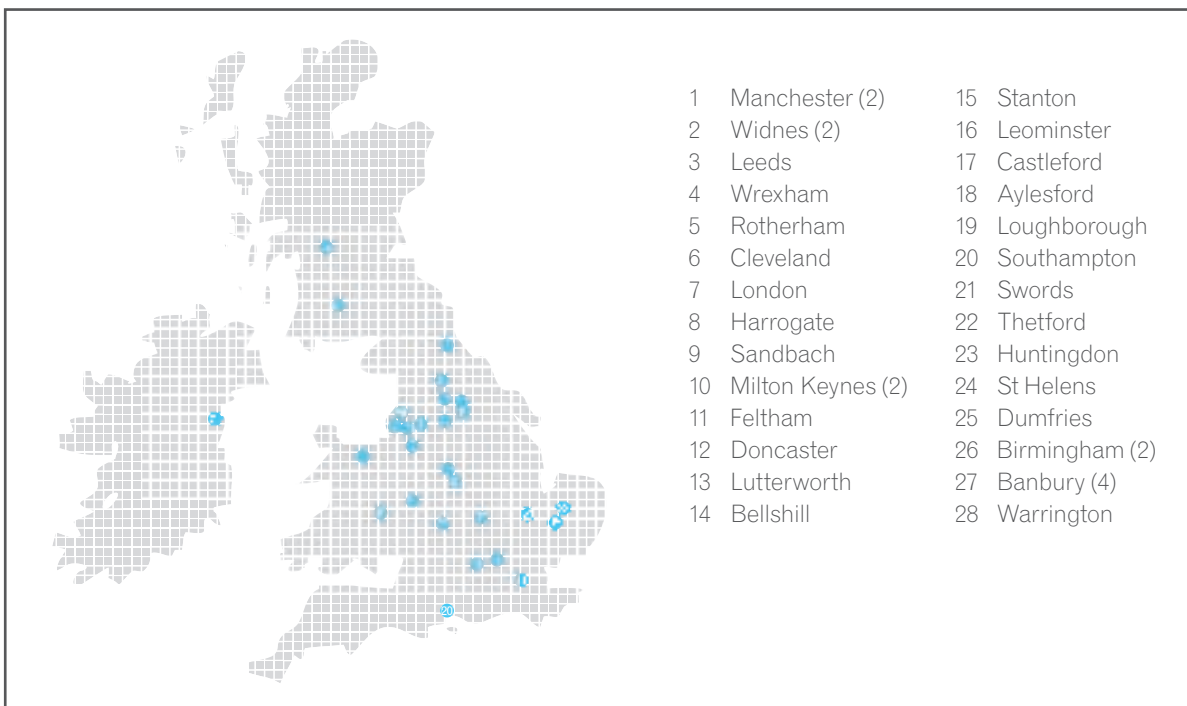 1 Manchester (2)
2 Widnes (2)
3 Leeds
4 Wrexham
5 Rotherham
6 Cleveland
7 London
8 Harrogate
9 Sandbach
10 Milton Keynes (2)
11 Feltham
12 Doncaster
13 Lutterworth
14 Bellshill
15 Stanton
16 Leominster
17 Castleford
18 Aylesford
19 Loughborough
20 Southampton
21 Swords
22 Thetford
23 Huntingdon
24 St Helens
25 Dumfries
26 Birmingham (2)
27 Banbury (4)
28 Warrington
20